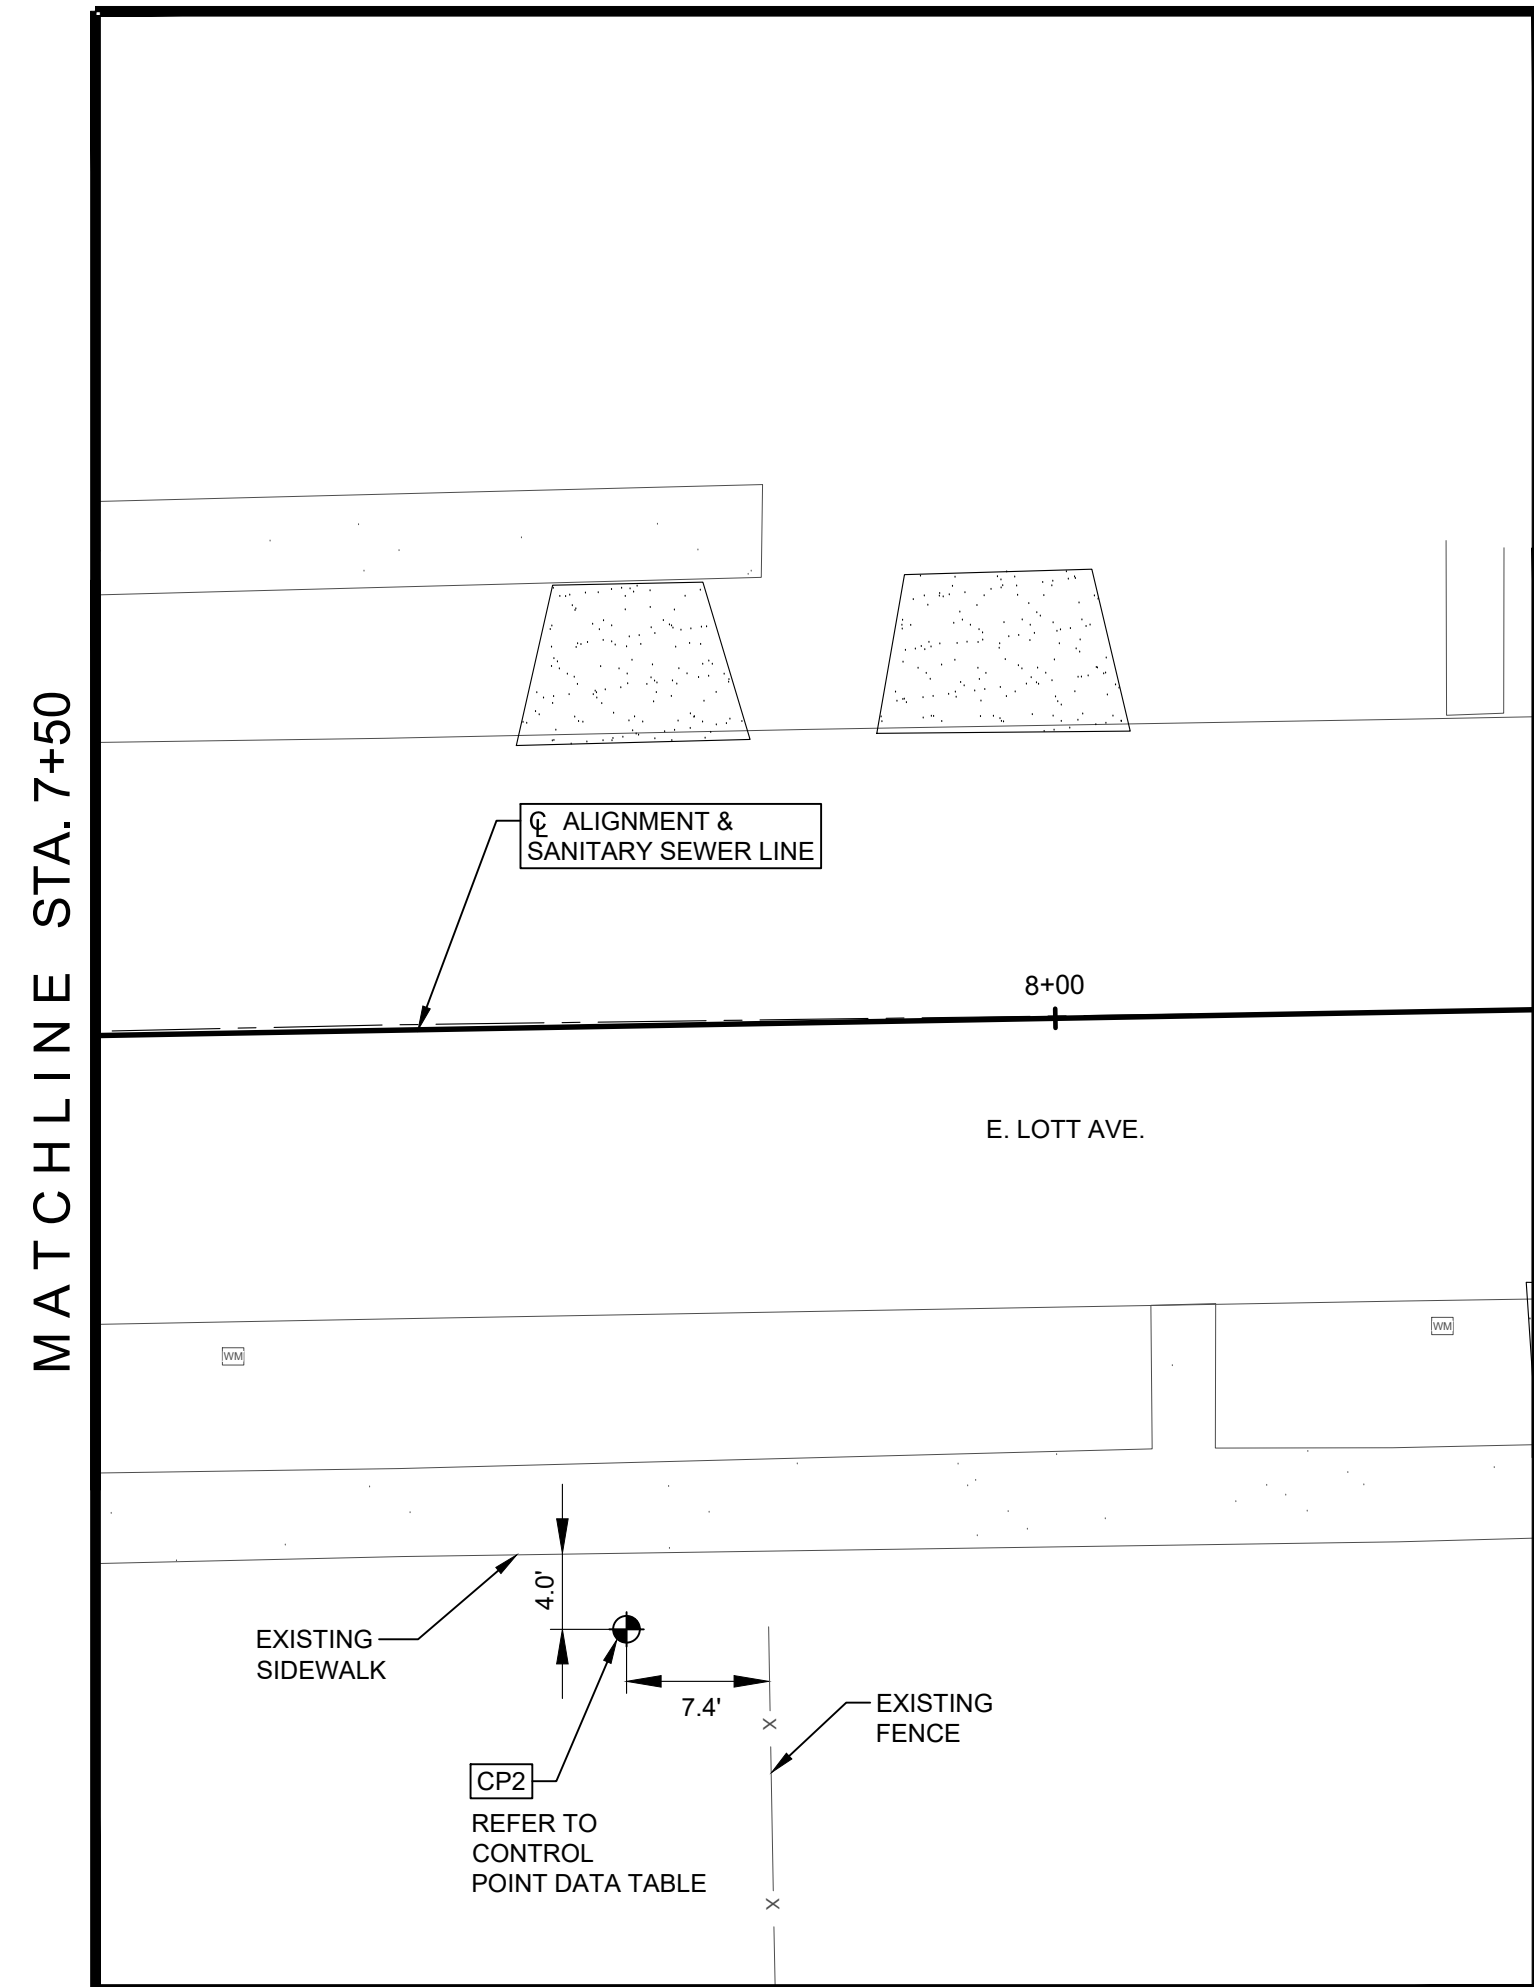 MATCHLINE STA. 7+50
℄ ALIGNMENT &
SANITARY SEWER LINE
8+00
E. LOTT AVE.
WM
WM
4.0'
EXISTING
SIDEWALK
7.4'
X
EXISTING
FENCE
CP2
REFER TO
CONTROL
POINT DATA TABLE
X